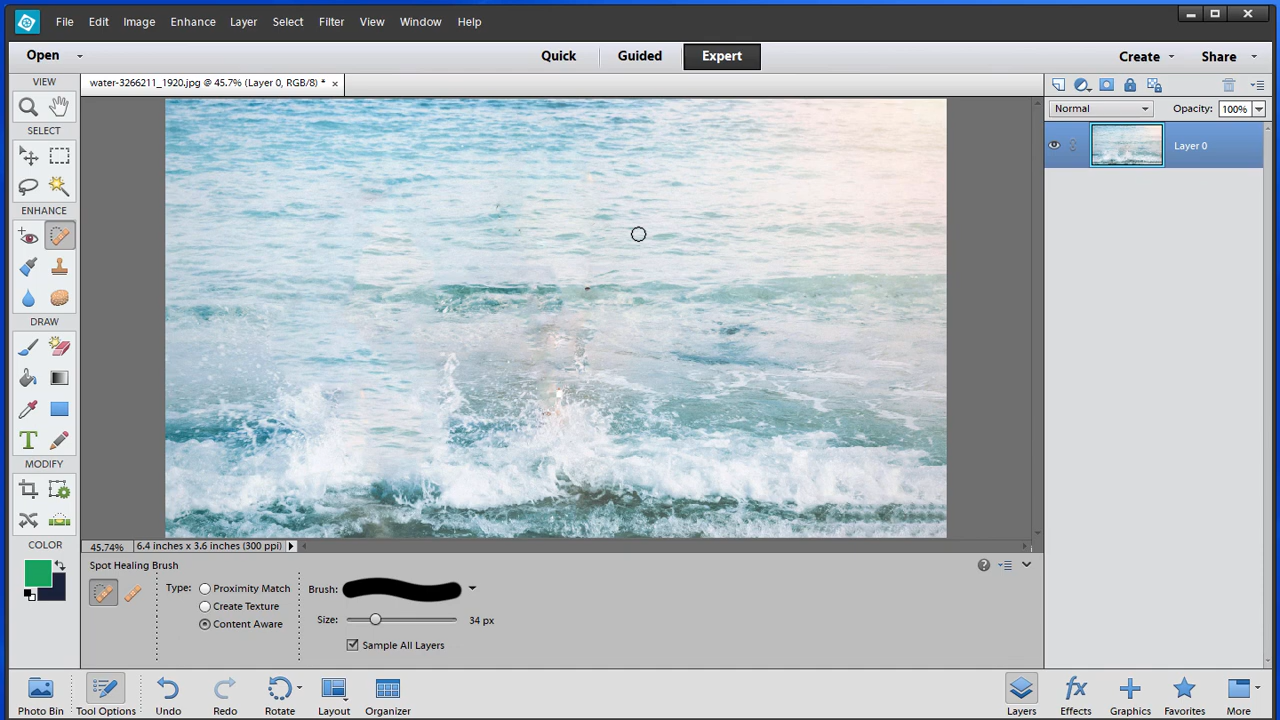 File Edit Image Enhance Layer Select Filter View Window Help
Open Quick Guided Expert Create Share
VIEW
water-3266211_1920.jpg @ 45.7% (Layer 0, RGB/8) * ×
Normal Opacity: 100%
SELECT
Layer 0
ENHANCE
DRAW
MODIFY
COLOR
45.74% 6.4 inches x 3.6 inches (300 ppi)
Spot Healing Brush
Type: Proximity Match
Create Texture
Content Aware
Brush:
Size: 34 px
Sample All Layers
Photo Bin Tool Options Undo Redo Rotate Layout Organizer Layers Effects Graphics Favorites More